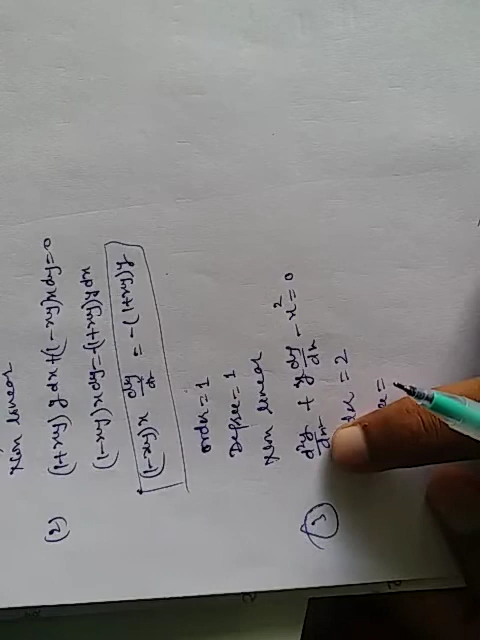 Non linear
(2) (1+xy)y dx+(1-xy)x dy=0
(1-xy)x dy=-(1+xy)y dx
(1-xy)x dy/dx = -(1+xy)y
order=1
Degree=1
Non linear
(3) d²y/dx² + y dy/dx - x² = 0
= 2
=